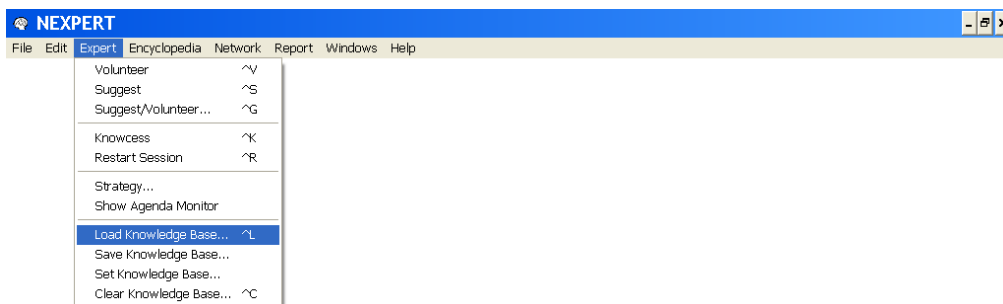 NEXPERT
File Edit Expert Encyclopedia Network Report Windows Help
Volunteer ^V
Suggest ^S
Suggest/Volunteer... ^G
Knowcess ^K
Restart Session ^R
Strategy...
Show Agenda Monitor
Load Knowledge Base... ^L
Save Knowledge Base...
Set Knowledge Base...
Clear Knowledge Base... ^C